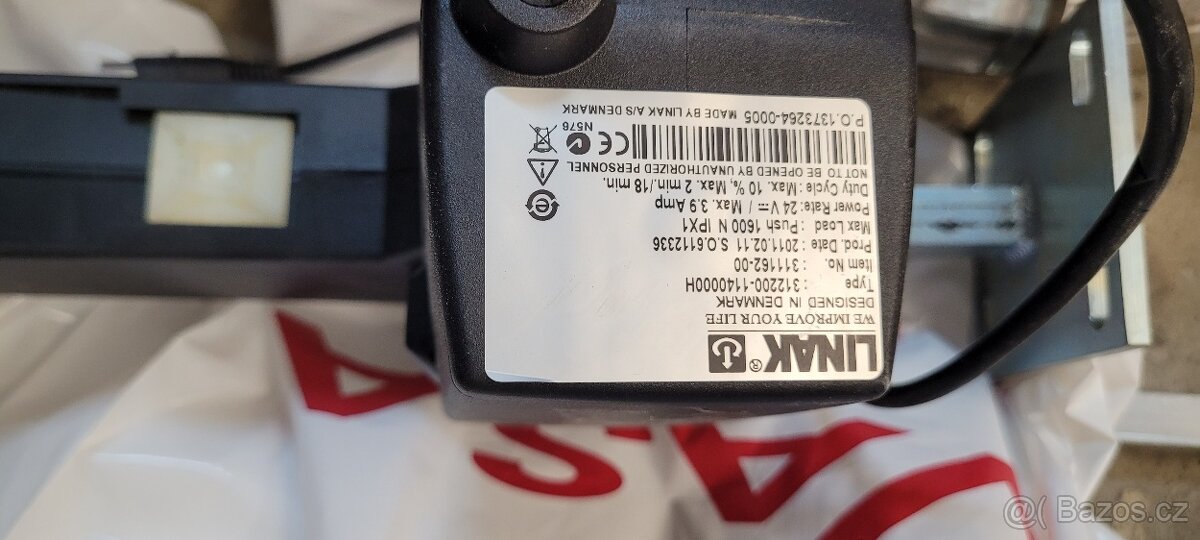 LINAK®
WE IMPROVE YOUR LIFE
DESIGNED IN DENMARK
Type : 312200-1140000H
Item No. : 311162-00
Prod. Date : 2011.02.11 S.O.6112336
Max Load : Push 1600 N IPX1
Power Rate: 24 V⎓ / Max. 3.9 Amp
Duty Cycle: Max. 10 %, Max. 2 min./18 min.
NOT TO BE OPENED BY UNAUTHORIZED PERSONNEL
CE
N576
P.O.1373264-0005 MADE BY LINAK A/S DENMARK
Bazos.cz